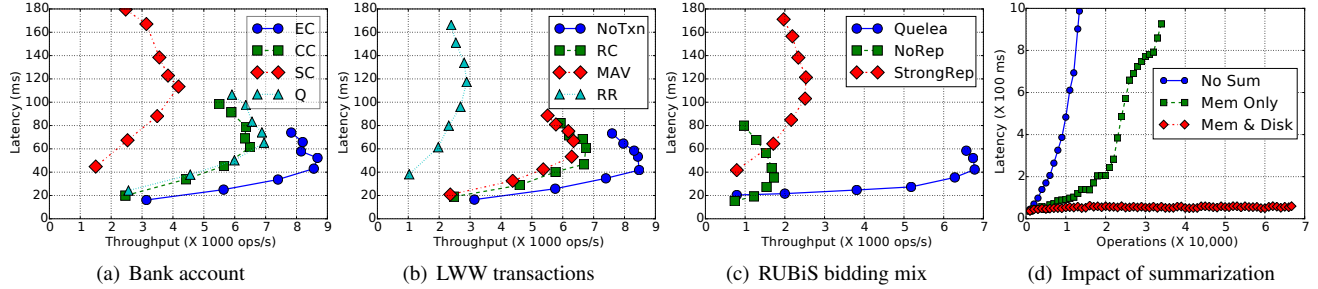 180
160
140
120
100
80
60
40
20
0
Latency (ms)
EC
CC
SC
Q
0 1 2 3 4 5 6 7 8 9
Throughput (X 1000 ops/s)
(a) Bank account
180
160
140
120
100
80
60
40
20
0
Latency (ms)
NoTxn
RC
MAV
RR
0 1 2 3 4 5 6 7 8 9
Throughput (X 1000 ops/s)
(b) LWW transactions
180
160
140
120
100
80
60
40
20
0
Latency (ms)
Quelea
NoRep
StrongRep
0 1 2 3 4 5 6 7
Throughput (X 1000 ops/s)
(c) RUBiS bidding mix
10
8
6
4
2
0
Latency (X 100 ms)
No Sum
Mem Only
Mem & Disk
0 1 2 3 4 5 6 7
Operations (X 10,000)
(d) Impact of summarization